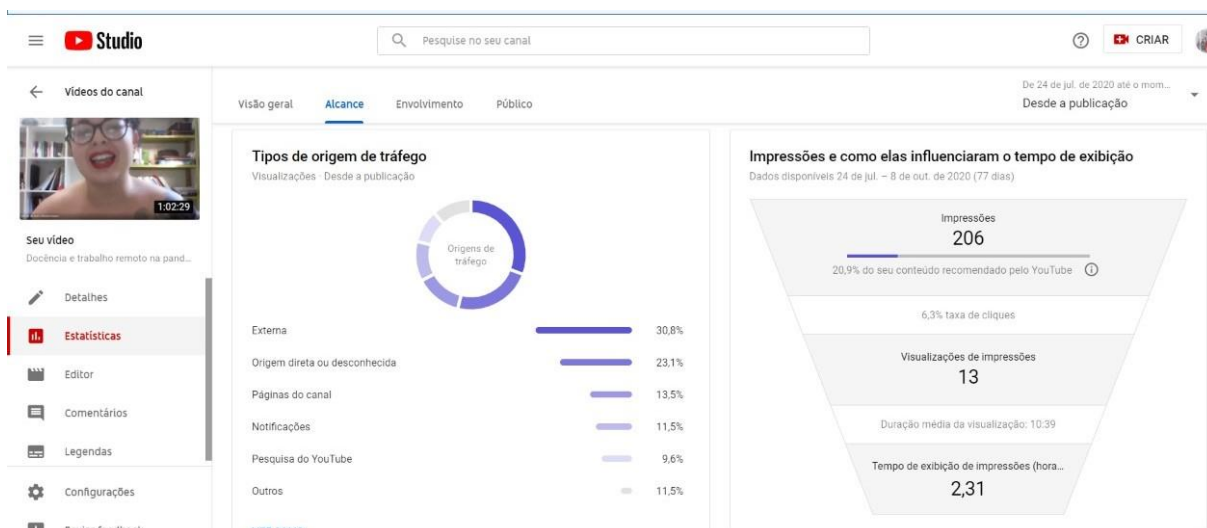 Studio
Pesquise no seu canal
CRIAR
Vídeos do canal
1:02:29
Seu vídeo
Docência e trabalho remoto na pand...
Detalhes
Estatísticas
Editor
Comentários
Legendas
Configurações
Visão geral
Alcance
Envolvimento
Público
De 24 de jul. de 2020 até o mom...
Desde a publicação
Tipos de origem de tráfego
Visualizações · Desde a publicação
Origens de
tráfego
Externa 30,8%
Origem direta ou desconhecida 23,1%
Páginas do canal 13,5%
Notificações 11,5%
Pesquisa do YouTube 9,6%
Outros 11,5%
Impressões e como elas influenciaram o tempo de exibição
Dados disponíveis 24 de jul. – 8 de out. de 2020 (77 dias)
Impressões
206
20,9% do seu conteúdo recomendado pelo YouTube
6,3% taxa de cliques
Visualizações de impressões
13
Duração média da visualização: 10:39
Tempo de exibição de impressões (hora...
2,31